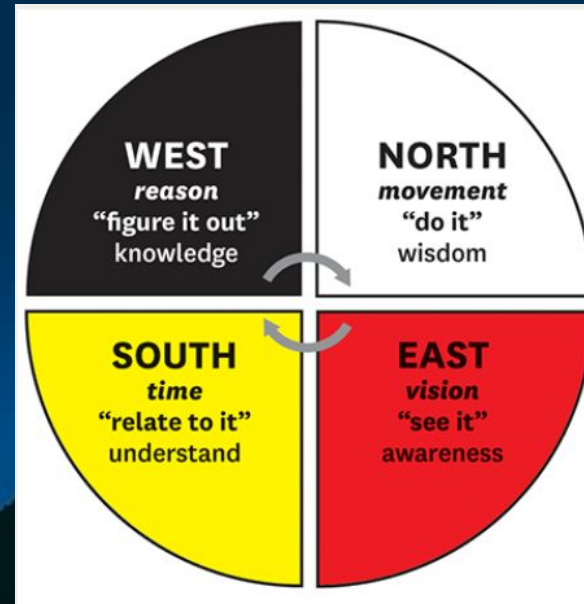 WEST
reason
“figure it out”
knowledge
NORTH
movement
“do it”
wisdom
SOUTH
time
“relate to it”
understand
EAST
vision
“see it”
awareness